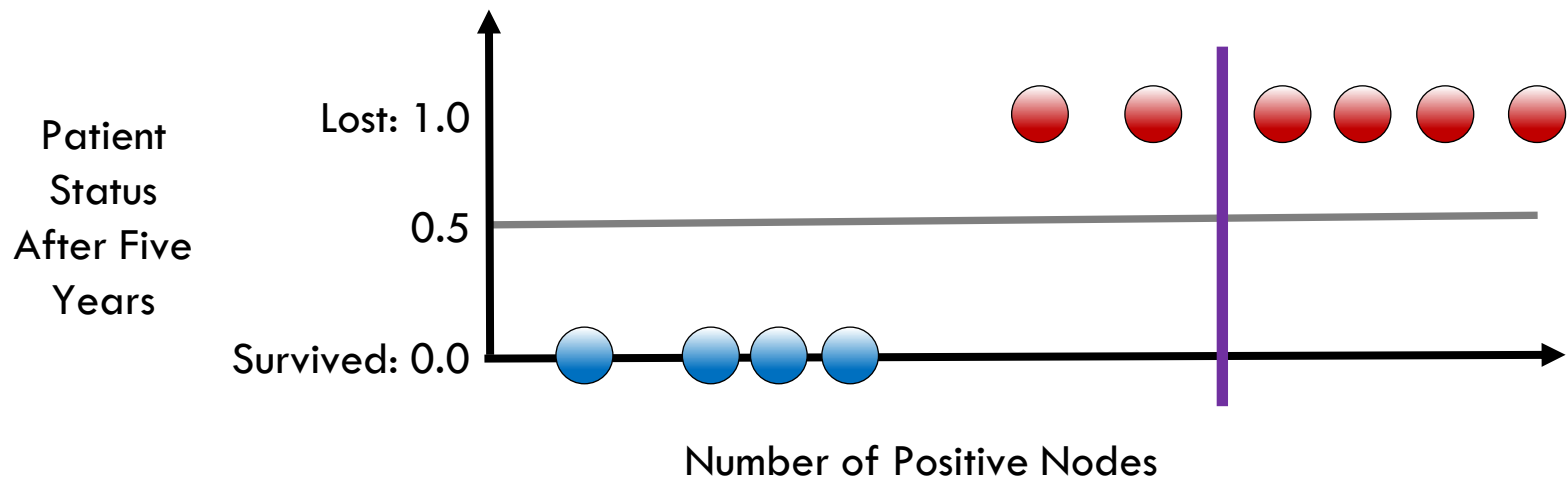 Patient
Status
After Five
Years
Lost: 1.0
0.5
Survived: 0.0
Number of Positive Nodes